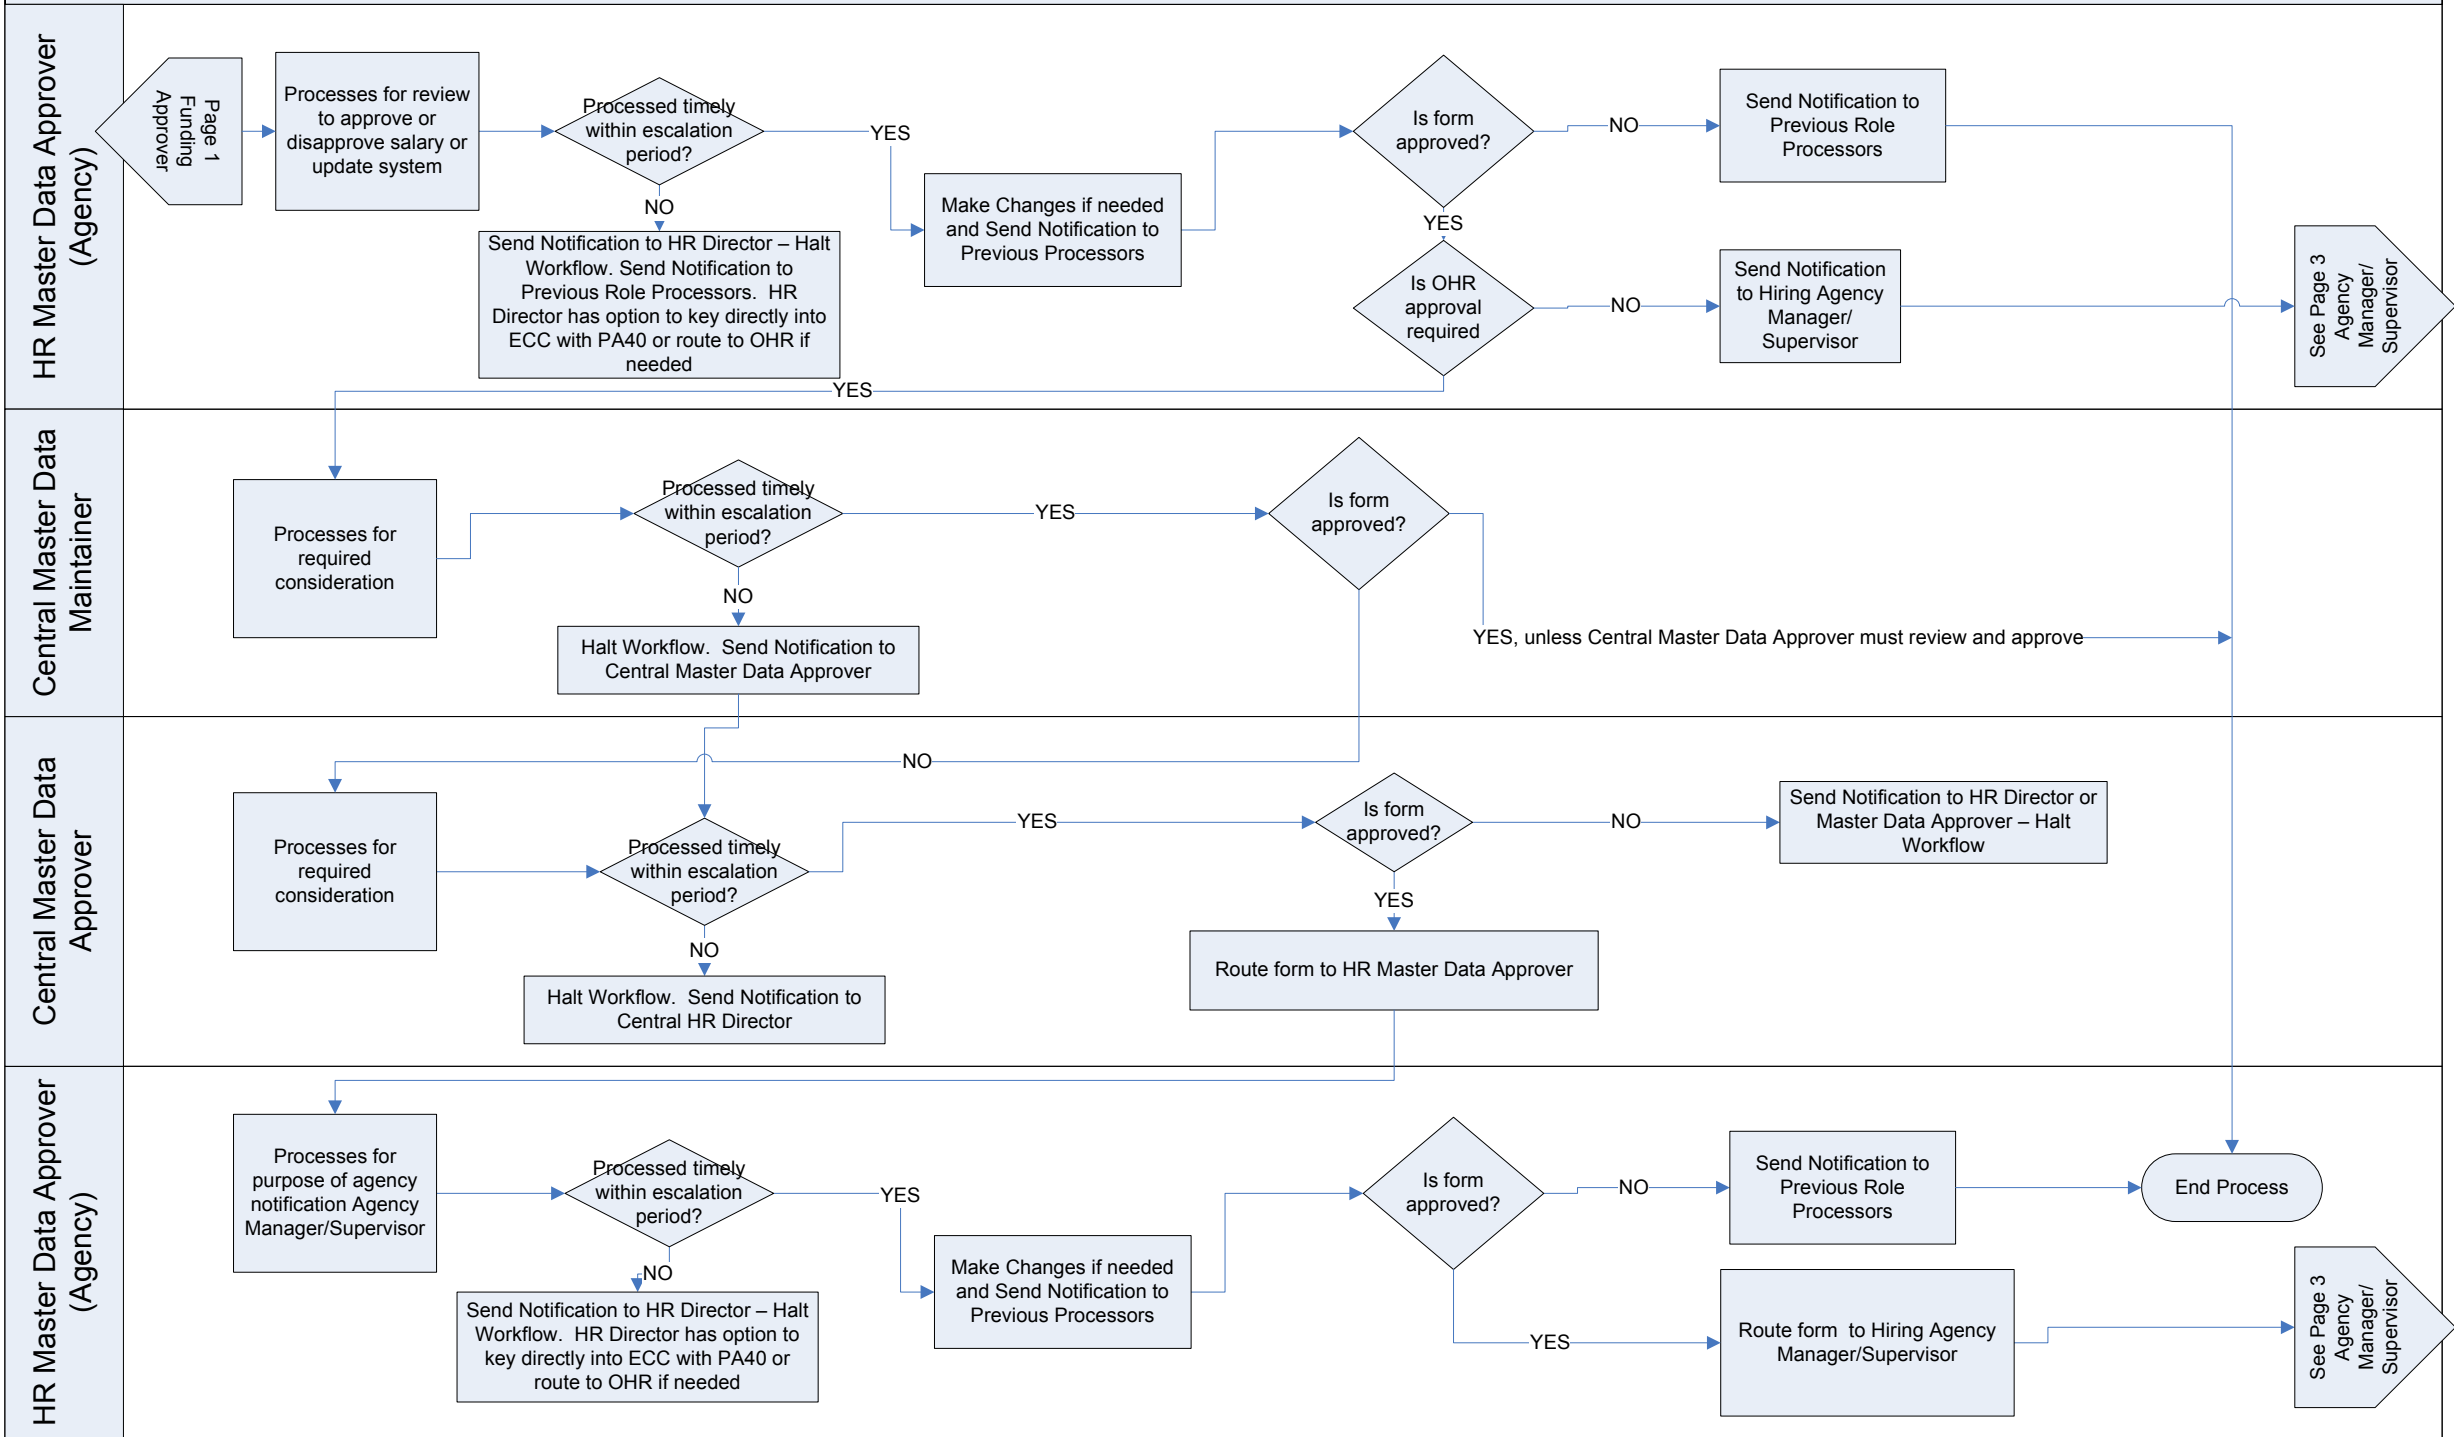 HR Master Data Approver
(Agency)
Page 1
Funding
Approver
Processes for review
to approve or
disapprove salary or
update system
Processed timely
within escalation
period?
YES
NO
Send Notification to HR Director – Halt
Workflow. Send Notification to
Previous Role Processors. HR
Director has option to key directly into
ECC with PA40 or route to OHR if
needed
Make Changes if needed
and Send Notification to
Previous Processors
Is form
approved?
NO
Send Notification to
Previous Role
Processors
YES
Is OHR
approval
required
NO
Send Notification
to Hiring Agency
Manager/
Supervisor
See Page 3
Agency
Manager/
Supervisor
YES
Central Master Data
Maintainer
Processes for
required
consideration
Processed timely
within escalation
period?
YES
NO
Halt Workflow. Send Notification to
Central Master Data Approver
Is form
approved?
YES, unless Central Master Data Approver must review and approve
Central Master Data
Approver
NO
Processes for
required
consideration
Processed timely
within escalation
period?
YES
NO
Halt Workflow. Send Notification to
Central HR Director
Is form
approved?
NO
Send Notification to HR Director or
Master Data Approver – Halt
Workflow
YES
Route form to HR Master Data Approver
HR Master Data Approver
(Agency)
Processes for
purpose of agency
notification Agency
Manager/Supervisor
Processed timely
within escalation
period?
YES
NO
Send Notification to HR Director – Halt
Workflow. HR Director has option to
key directly into ECC with PA40 or
route to OHR if needed
Make Changes if needed
and Send Notification to
Previous Processors
Is form
approved?
NO
Send Notification to
Previous Role
Processors
End Process
YES
Route form to Hiring Agency
Manager/Supervisor
See Page 3
Agency
Manager/
Supervisor